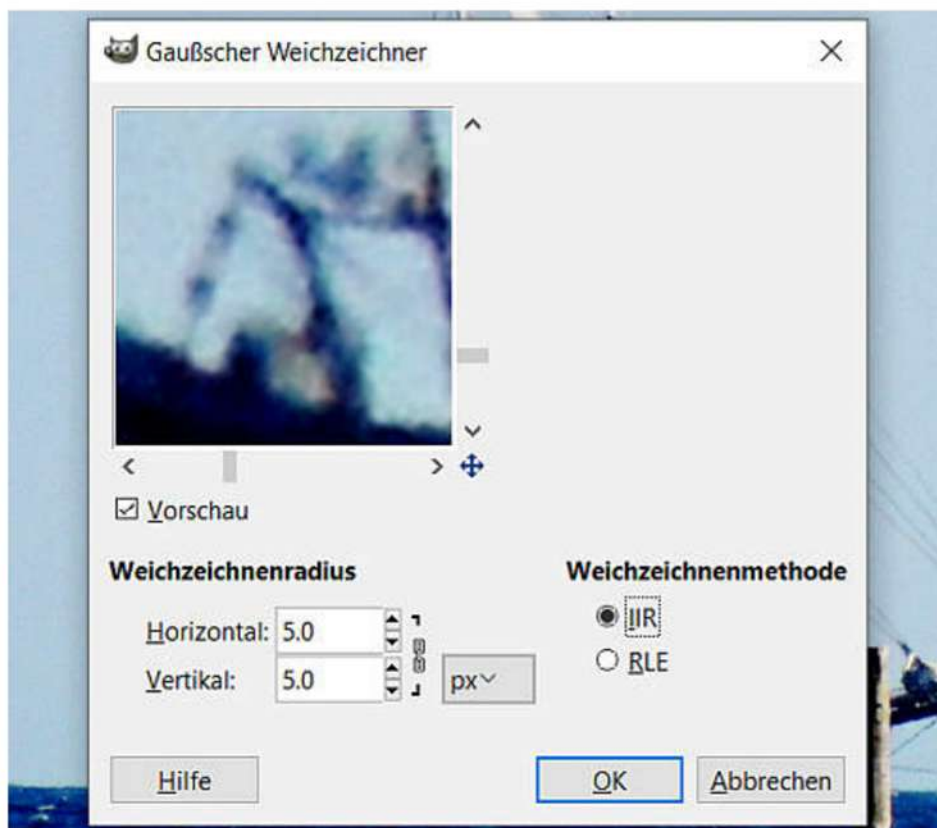 Gaußscher Weichzeichner
Vorschau
Weichzeichnenradius
Horizontal: 5.0
Vertikal: 5.0
px
Weichzeichnenmethode
IIR
RLE
Hilfe
OK
Abbrechen